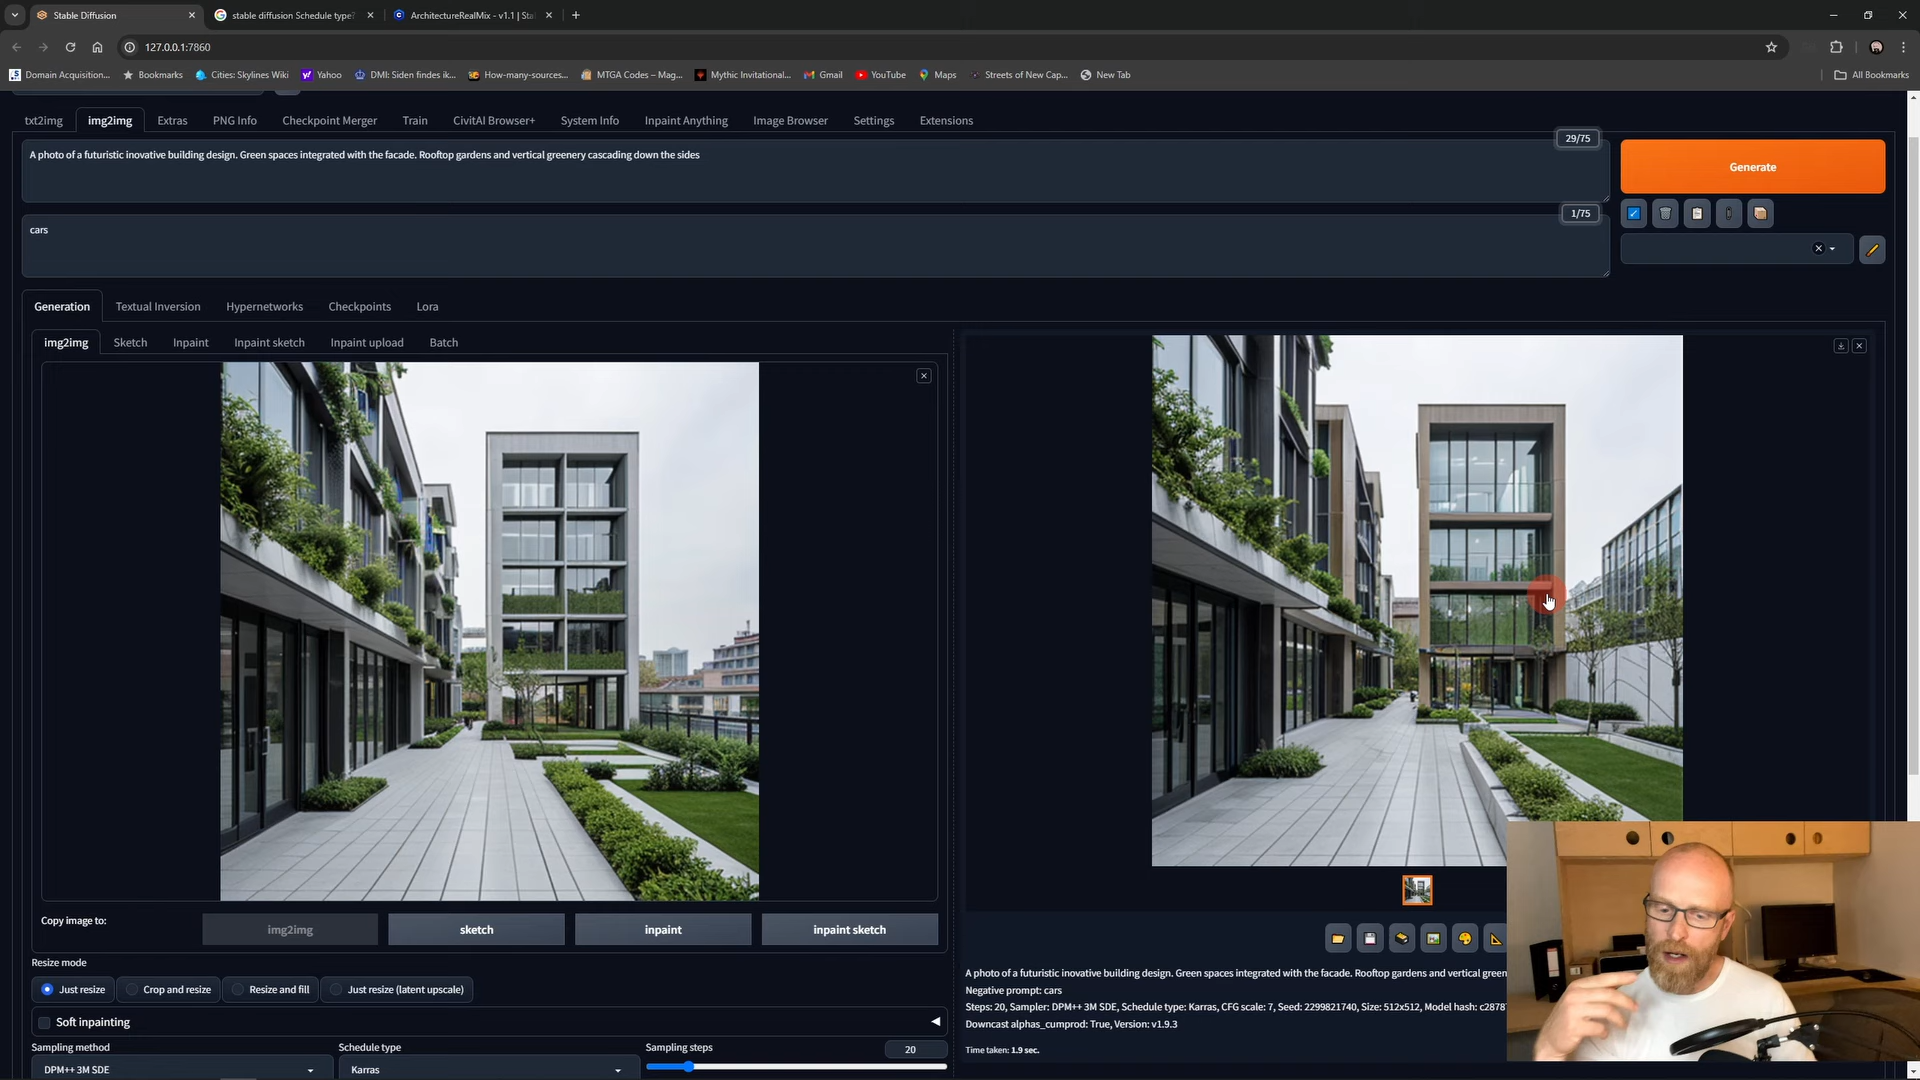 Stable Diffusion
stable diffusion Schedule type?
ArchitectureRealMix - v1.1 | Sta
127.0.0.1:7860
Domain Acquisition...
Bookmarks
Cities: Skylines Wiki
Yahoo
DMI: Siden findes ik...
How-many-sources...
MTGA Codes – Mag...
Mythic Invitational...
Gmail
YouTube
Maps
Streets of New Cap...
New Tab
All Bookmarks
txt2img
img2img
Extras
PNG Info
Checkpoint Merger
Train
CivitAI Browser+
System Info
Inpaint Anything
Image Browser
Settings
Extensions
29/75
A photo of a futuristic inovative building design. Green spaces integrated with the facade. Rooftop gardens and vertical greenery cascading down the sides
Generate
1/75
cars
Generation
Textual Inversion
Hypernetworks
Checkpoints
Lora
img2img
Sketch
Inpaint
Inpaint sketch
Inpaint upload
Batch
Copy image to:
img2img
sketch
inpaint
inpaint sketch
Resize mode
Just resize
Crop and resize
Resize and fill
Just resize (latent upscale)
Soft inpainting
Sampling method
DPM++ 3M SDE
Schedule type
Karras
Sampling steps
20
A photo of a futuristic inovative building design. Green spaces integrated with the facade. Rooftop gardens and vertical green
Negative prompt: cars
Steps: 20, Sampler: DPM++ 3M SDE, Schedule type: Karras, CFG scale: 7, Seed: 2299821740, Size: 512x512, Model hash: c2878
Downcast alphas_cumprod: True, Version: v1.9.3
Time taken: 1.9 sec.